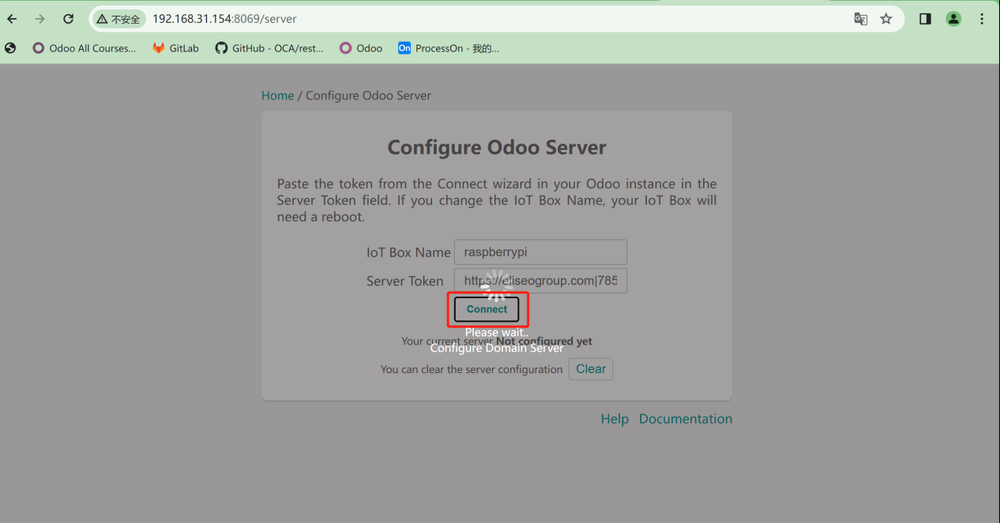 不安全 192.168.31.154:8069/server
Odoo All Courses... GitLab GitHub - OCA/rest... Odoo On ProcessOn - 我的...
Home / Configure Odoo Server
Configure Odoo Server
Paste the token from the Connect wizard in your Odoo instance in the
Server Token field. If you change the IoT Box Name, your IoT Box will
need a reboot.
IoT Box Name raspberrypi
Server Token https://eliseogroup.com|785
Connect
Please wait..
Your current server Not configured yet
Configure Domain Server
You can clear the server configuration Clear
Help Documentation